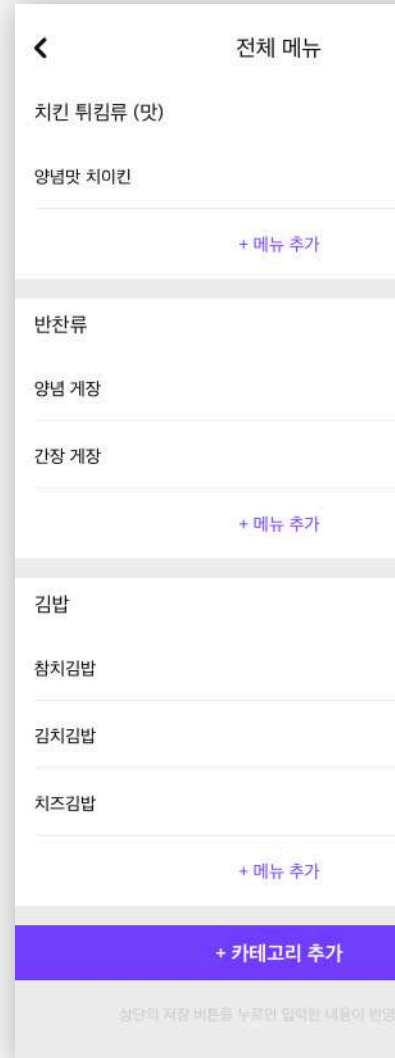 전체 메뉴
치킨 튀킴류 (맛)
양념맛 치이킨
+ 메뉴 추가
반찬류
양념 게장
간장 게장
+ 메뉴 추가
김밥
참치김밥
김치김밥
치즈김밥
+ 메뉴 추가
+ 카테고리 추가
상단의 저장 버튼을 누르면 입력한 내용이 반영